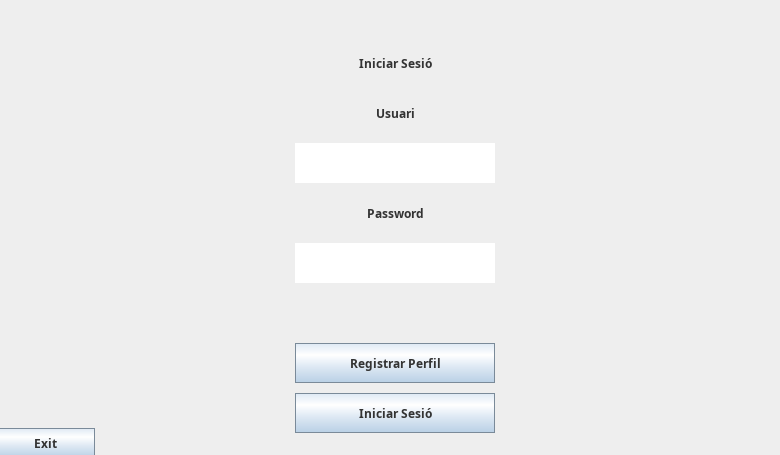 Iniciar Sesió
Usuari
Password
Registrar Perfil
Iniciar Sesió
Exit